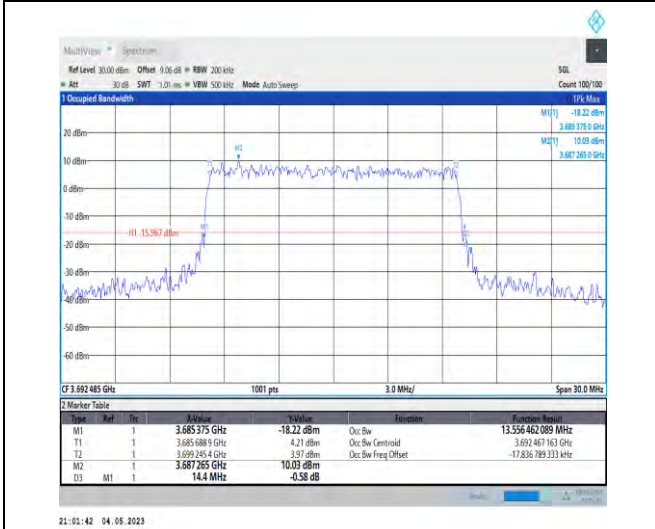 MultiView Spectrum
Ref Level 30.00 dBm Offset 9.06 dB RBW 200 kHz SGL
Att 30 dB SWT 1.01 ms VBW 500 kHz Mode Auto Sweep Count 100/100
1 Occupied Bandwidth 1Pk Max
M1[1] -18.22 dBm
3.685 375 0 GHz
M2[1] 10.03 dBm
3.687 265 0 GHz
20 dBm
M2
10 dBm
0 dBm
-10 dBm
M1
H1 -15.967 dBm
-20 dBm
-30 dBm
-40 dBm
-50 dBm
-60 dBm
CF 3.692 485 GHz 1001 pts 3.0 MHz/ Span 30.0 MHz
2 Marker Table
Type Ref Trc X-Value Y-Value Function Function Result
M1 1 3.685 375 GHz -18.22 dBm Occ Bw 13.556 462 089 MHz
T1 1 3.685 688 9 GHz 4.21 dBm Occ Bw Centroid 3.692 467 163 GHz
T2 1 3.699 245 4 GHz 3.97 dBm Occ Bw Freq Offset -17.836 789 333 kHz
M2 1 3.687 265 GHz 10.03 dBm
D3 M1 1 14.4 MHz -0.58 dB
21:01:42 04.05.2023